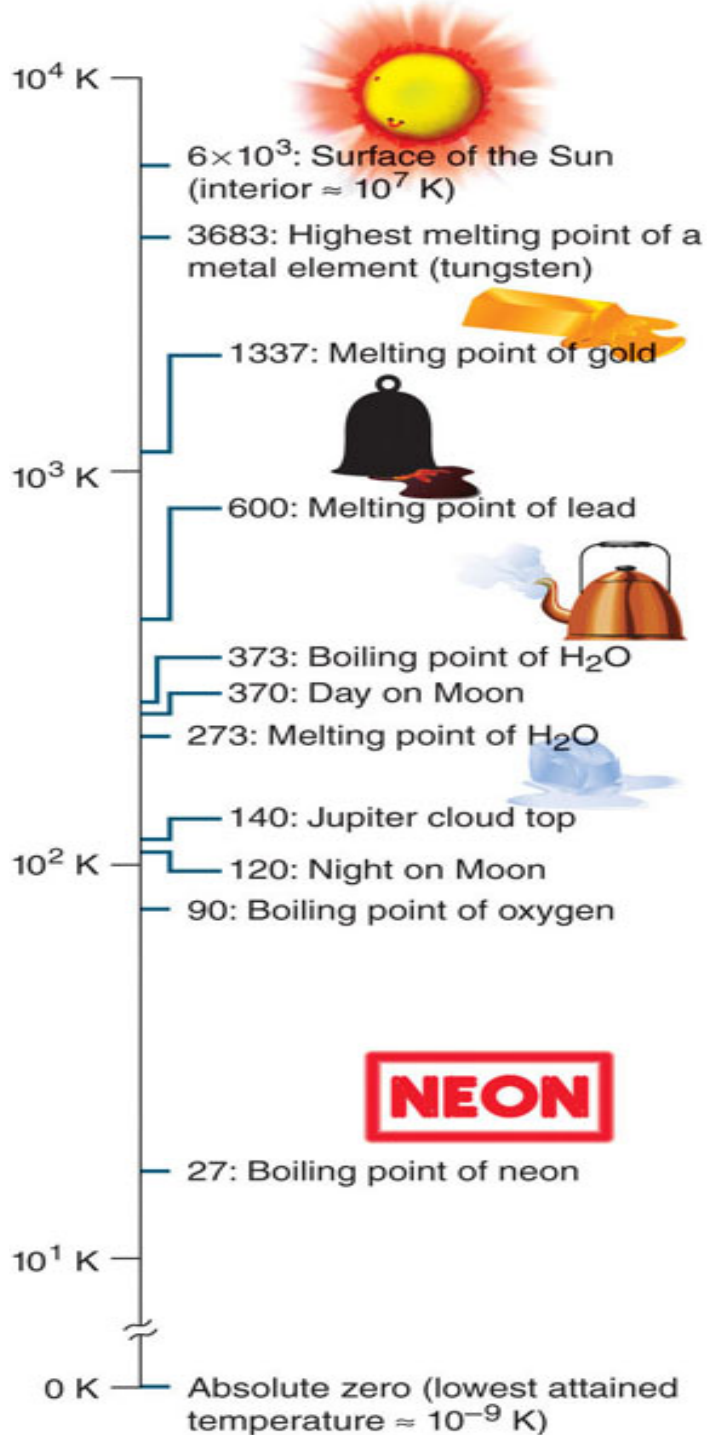 10⁴ K
6×10³: Surface of the Sun
(interior ≈ 10⁷ K)
3683: Highest melting point of a
metal element (tungsten)
1337: Melting point of gold
10³ K
600: Melting point of lead
373: Boiling point of H₂O
370: Day on Moon
273: Melting point of H₂O
140: Jupiter cloud top
10² K
120: Night on Moon
90: Boiling point of oxygen
NEON
27: Boiling point of neon
10¹ K
0 K
Absolute zero (lowest attained
temperature ≈ 10⁻⁹ K)